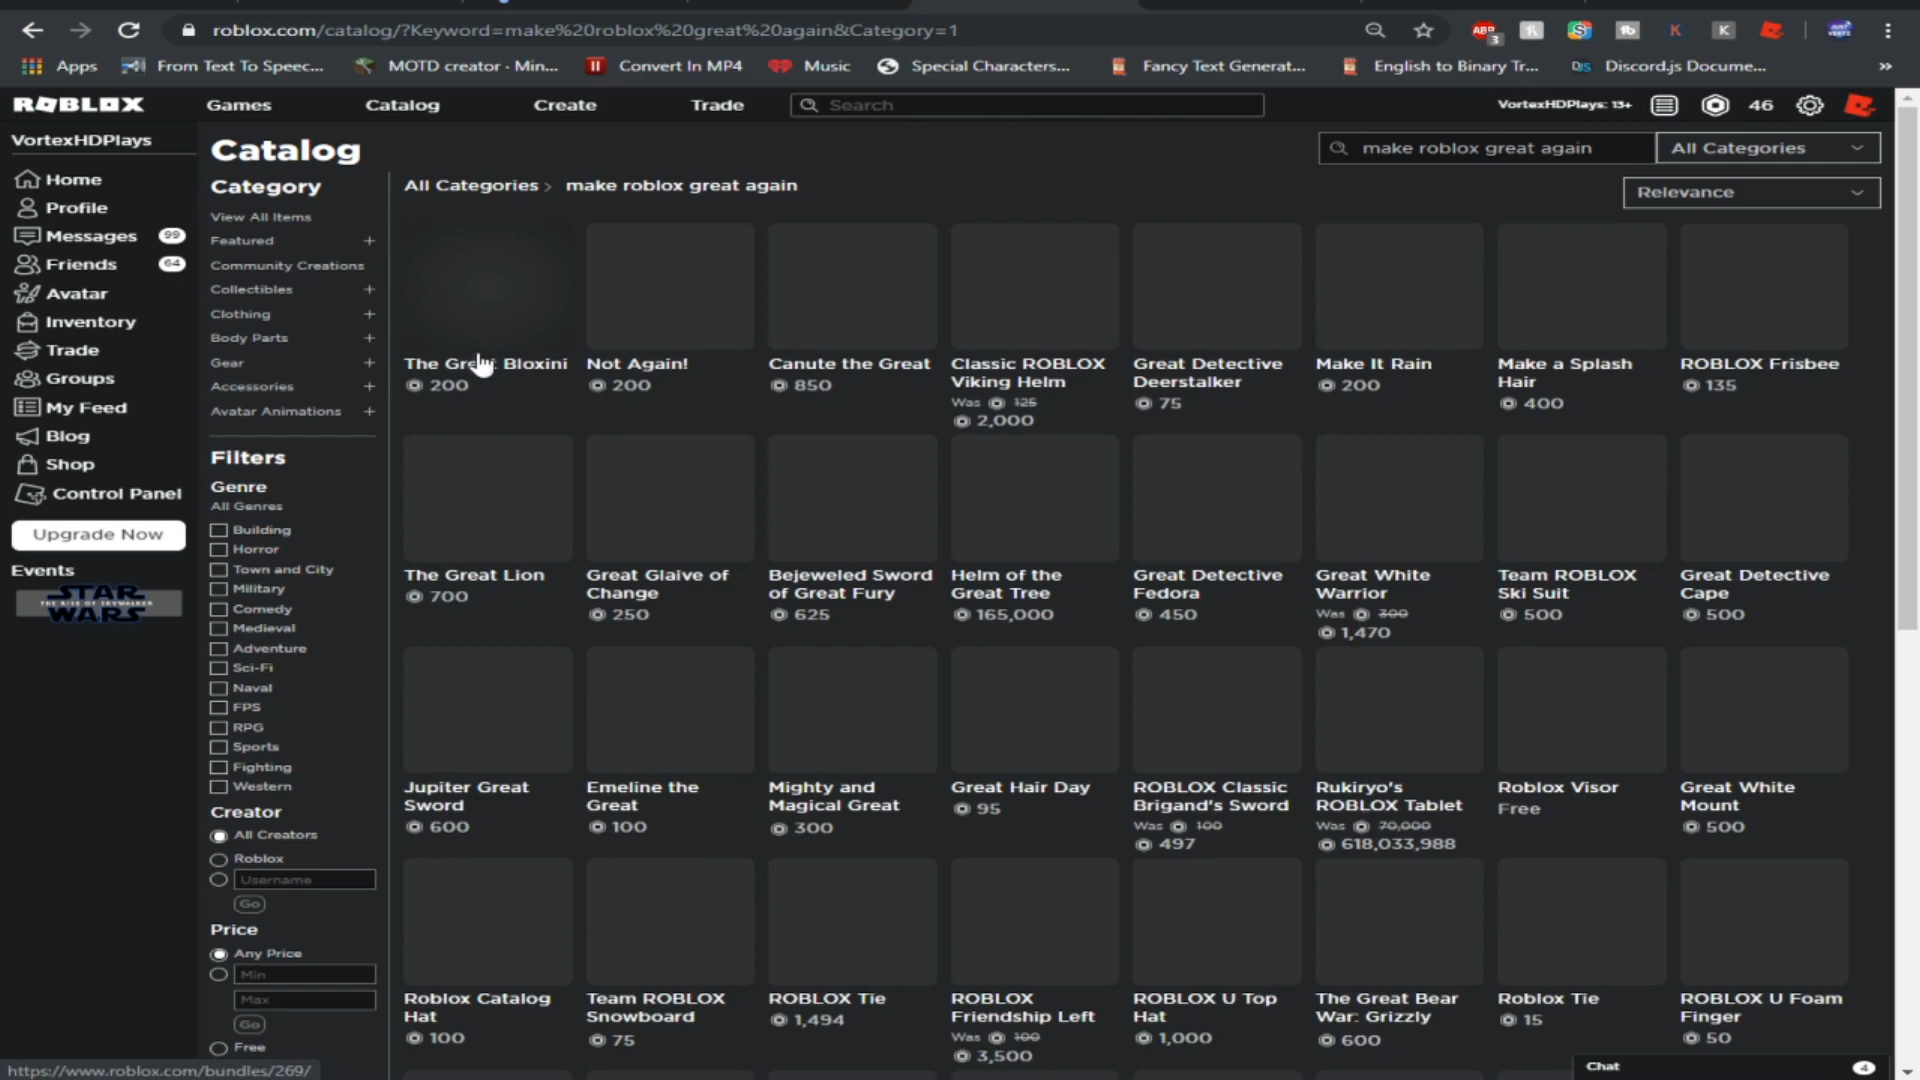 roblox.com/catalog/?Keyword=make%20roblox%20great%20again&Category=1
Apps From Text To Speec... MOTD creator · Min... Convert In MP4 Music Special Characters... Fancy Text Generat... English to Binary Tr... Discord.js Docume... »
ROBLOX Games Catalog Create Trade Search VortexHDPlays: 13+ 46
VortexHDPlays
Home
Profile
Messages 99
Friends 64
Avatar
Inventory
Trade
Groups
My Feed
Blog
Shop
Control Panel
Upgrade Now
Events
STAR
THE RISE OF SKYWALKER
WARS
Catalog
make roblox great again All Categories
Relevance
Category
View All Items
Featured +
Community Creations
Collectibles +
Clothing +
Body Parts +
Gear +
Accessories +
Avatar Animations +
Filters
Genre
All Genres
Building
Horror
Town and City
Military
Comedy
Medieval
Adventure
Sci-Fi
Naval
FPS
RPG
Sports
Fighting
Western
Creator
All Creators
Roblox
Username
Go
Price
Any Price
Min
Max
Go
Free
All Categories > make roblox great again
The Great Bloxini
200
Not Again!
200
Canute the Great
850
Classic ROBLOX
Viking Helm
Was 125
2,000
Great Detective
Deerstalker
75
Make It Rain
200
Make a Splash
Hair
400
ROBLOX Frisbee
135
The Great Lion
700
Great Glaive of
Change
250
Bejeweled Sword
of Great Fury
625
Helm of the
Great Tree
165,000
Great Detective
Fedora
450
Great White
Warrior
Was 300
1,470
Team ROBLOX
Ski Suit
500
Great Detective
Cape
500
Jupiter Great
Sword
600
Emeline the
Great
100
Mighty and
Magical Great
300
Great Hair Day
95
ROBLOX Classic
Brigand's Sword
Was 100
497
Rukiryo's
ROBLOX Tablet
Was 70,000
618,033,988
Roblox Visor
Free
Great White
Mount
500
Roblox Catalog
Hat
100
Team ROBLOX
Snowboard
75
ROBLOX Tie
1,494
ROBLOX
Friendship Left
Was 100
3,500
ROBLOX U Top
Hat
1,000
The Great Bear
War: Grizzly
600
Roblox Tie
15
ROBLOX U Foam
Finger
50
Chat 4
https://www.roblox.com/bundles/269/